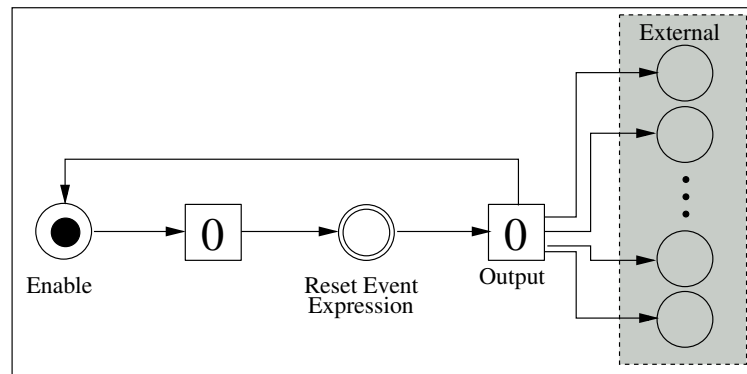 External
0
0
Enable
Reset Event
Expression
Output